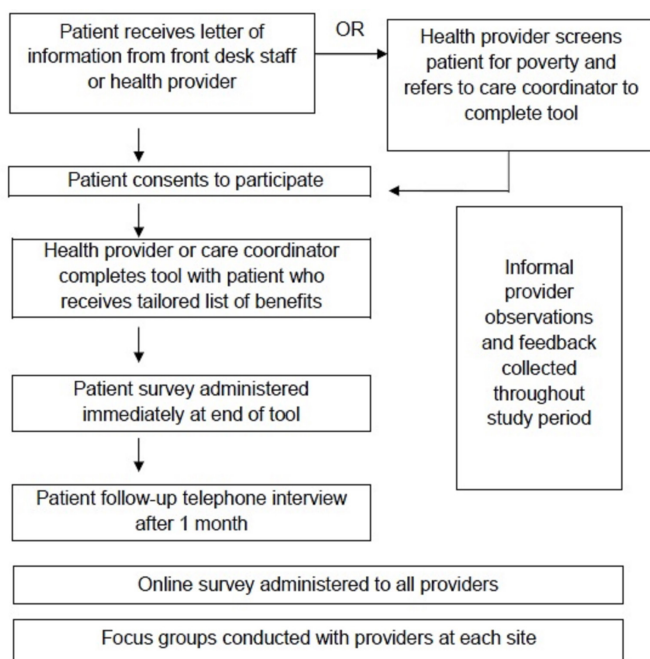 Patient receives letter of
information from front desk staff
or health provider
OR
Health provider screens
patient for poverty and
refers to care coordinator to
complete tool
Patient consents to participate
Health provider or care coordinator
completes tool with patient who
receives tailored list of benefits
Informal
provider
observations
and feedback
collected
throughout
study period
Patient survey administered
immediately at end of tool
Patient follow-up telephone interview
after 1 month
Online survey administered to all providers
Focus groups conducted with providers at each site